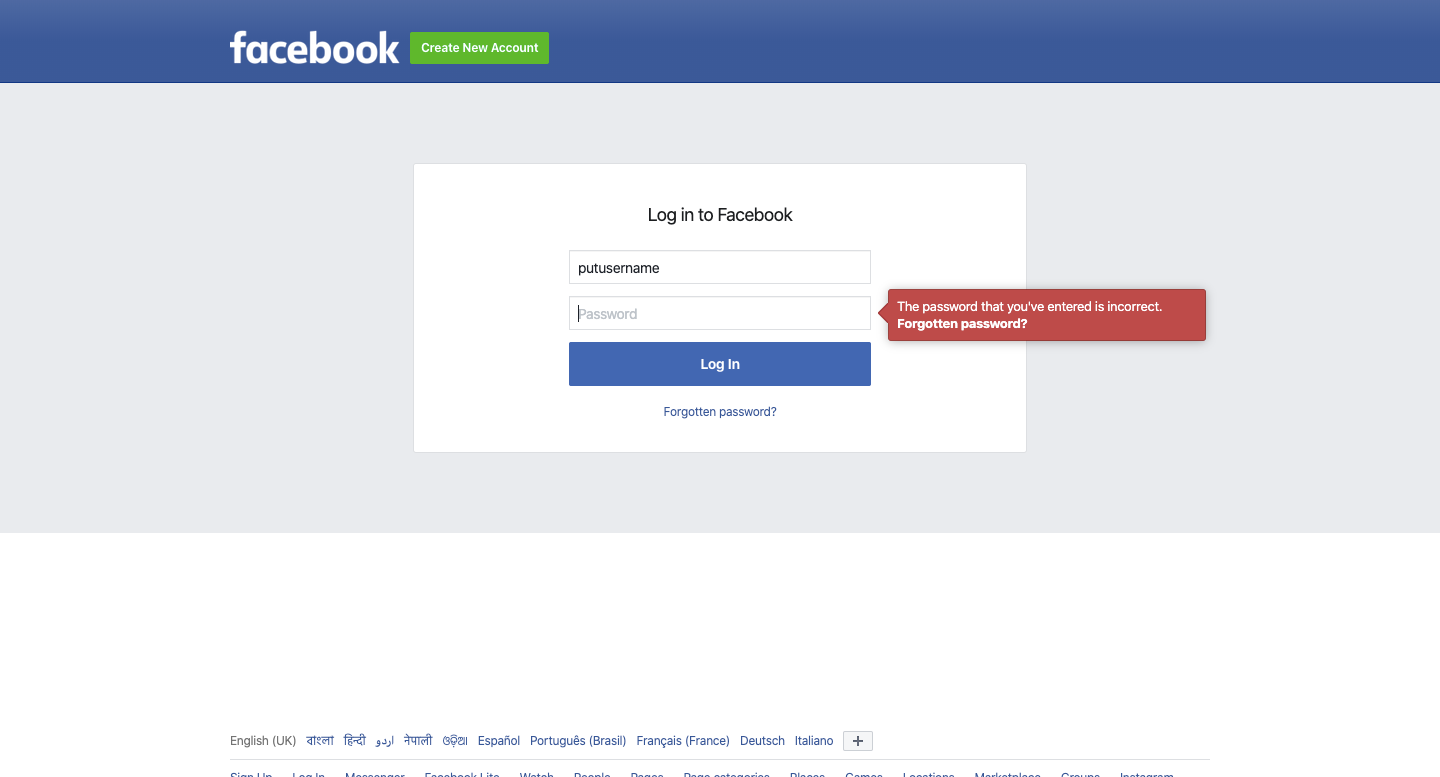 facebook
Create New Account
Log in to Facebook
putusername
Password
The password that you've entered is incorrect.
Forgotten password?
Log In
Forgotten password?
English (UK) বাংলা हिन्दी اردو नेपाली ଓଡ଼ିଆ Español Português (Brasil) Français (France) Deutsch Italiano +
Sign Up Log In Messenger Facebook Lite Watch People Pages Page categories Places Games Locations Marketplace Groups Instagram